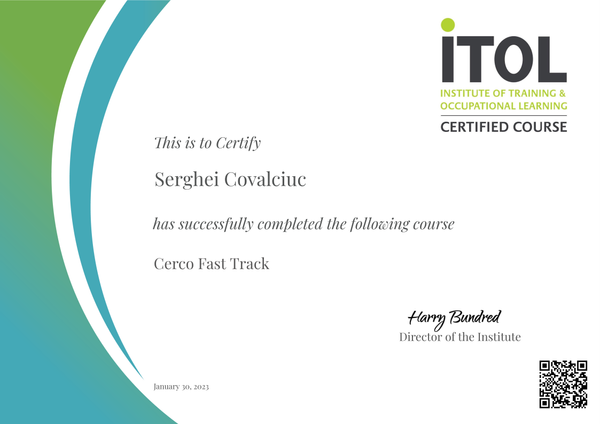 iTOL
INSTITUTE OF TRAINING &
OCCUPATIONAL LEARNING
CERTIFIED COURSE
This is to Certify
Serghei Covalciuc
has successfully completed the following course
Cerco Fast Track
Harry Bundred
Director of the Institute
January 30, 2023